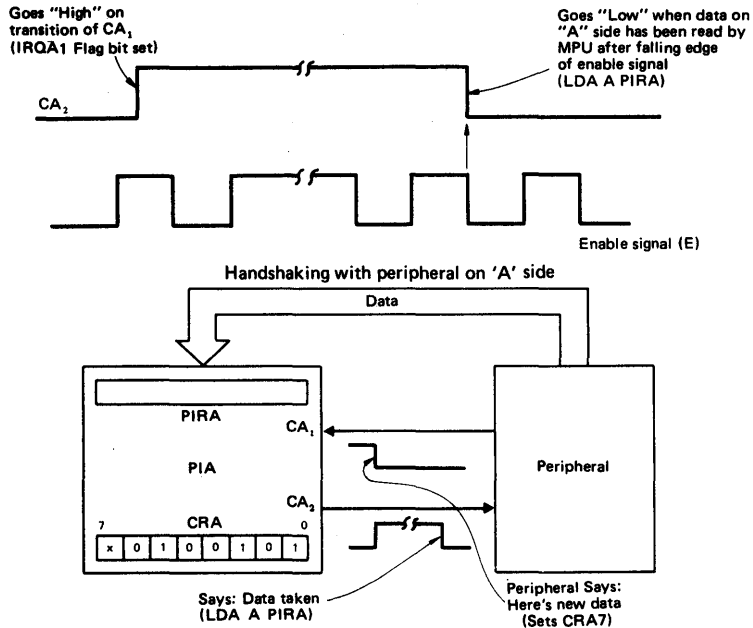 Goes "High" on
transition of CA₁
(IRQA1 Flag bit set)
Goes "Low" when data on
"A" side has been read by
MPU after falling edge
of enable signal
(LDA A PIRA)
CA₂
Enable signal (E)
Handshaking with peripheral on 'A' side
Data
PIRA
CA₁
PIA
Peripheral
CA₂
7 CRA 0
x 0 1 0 0 1 0 1
Says: Data taken
(LDA A PIRA)
Peripheral Says:
Here's new data
(Sets CRA7)